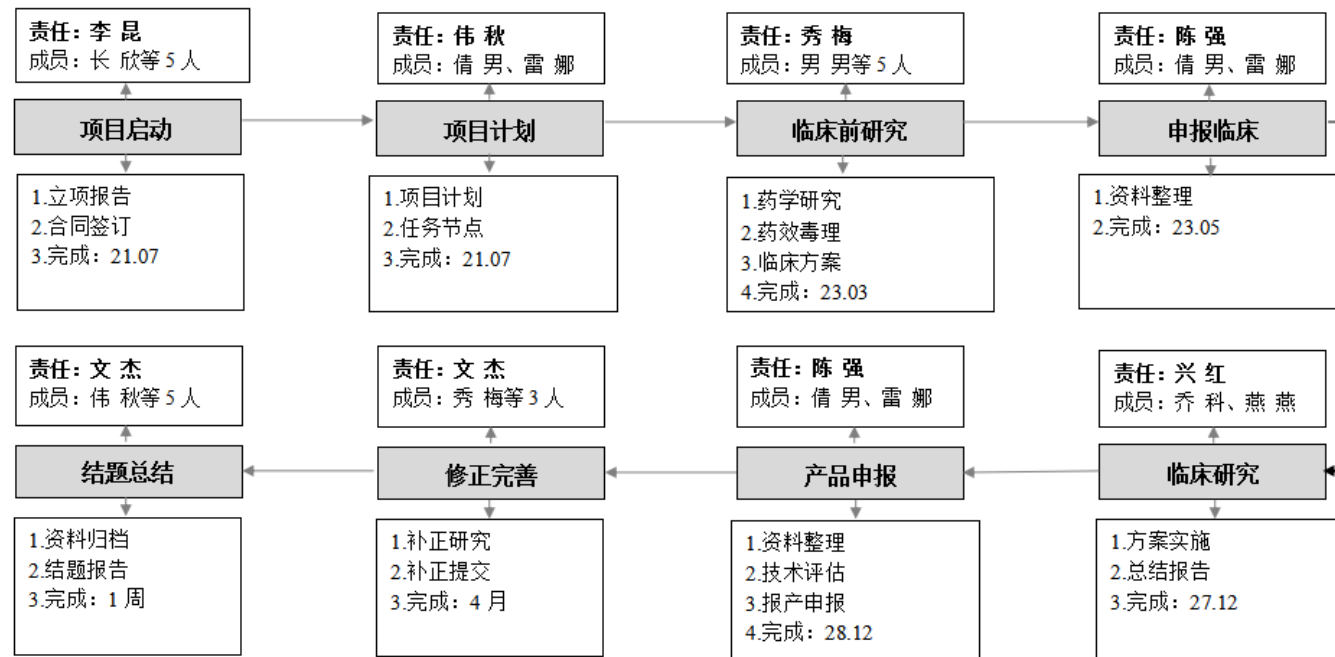 责任：李 昆
成员：长 欣等 5 人
项目启动
1.立项报告
2.合同签订
3.完成：21.07
责任：伟 秋
成员：倩 男、雷 娜
项目计划
1.项目计划
2.任务节点
3.完成：21.07
责任：秀 梅
成员：男 男等 5 人
临床前研究
1.药学研究
2.药效毒理
3.临床方案
4.完成：23.03
责任：陈 强
成员：倩 男、雷 娜
申报临床
1.资料整理
2.完成：23.05
责任：兴 红
成员：乔 科、燕 燕
临床研究
1.方案实施
2.总结报告
3.完成：27.12
责任：陈 强
成员：倩 男、雷 娜
产品申报
1.资料整理
2.技术评估
3.报产申报
4.完成：28.12
责任：文 杰
成员：秀 梅等 3 人
修正完善
1.补正研究
2.补正提交
3.完成：4 月
责任：文 杰
成员：伟 秋等 5 人
结题总结
1.资料归档
2.结题报告
3.完成：1 周